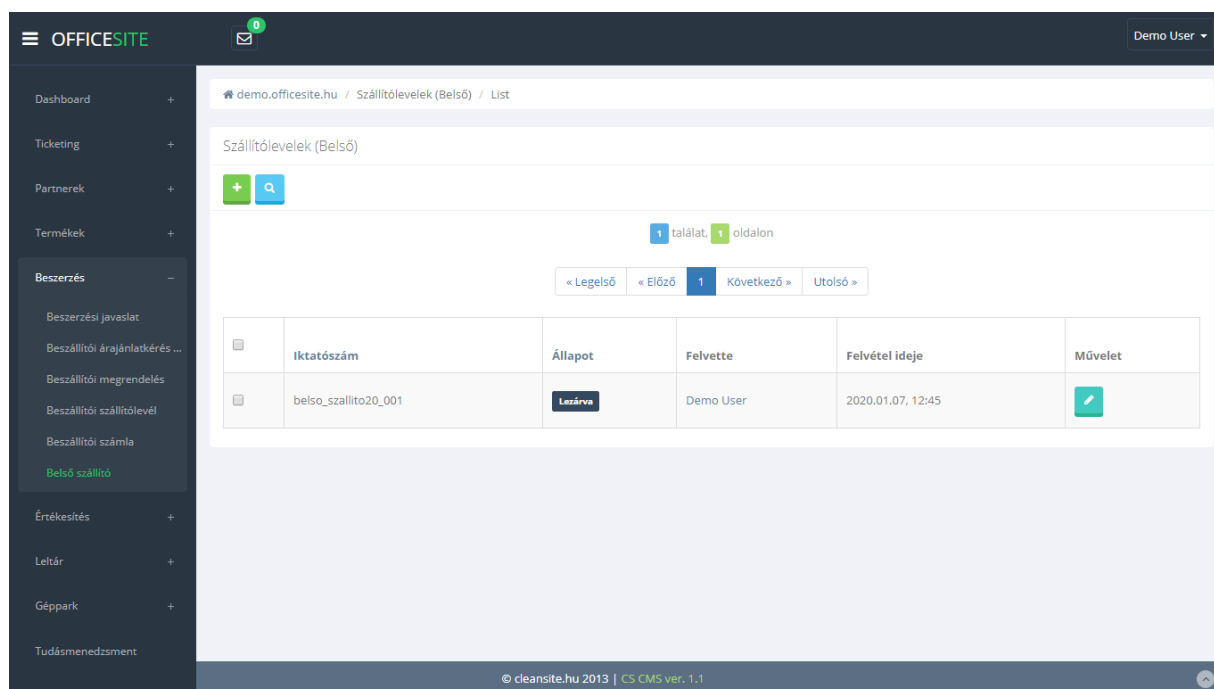 OFFICESITE
0
Demo User
Dashboard +
Ticketing +
Partnerek +
Termékek +
Beszerzés –
Beszerzési javaslat
Beszállítói árajánlatkérés ...
Beszállítói megrendelés
Beszállítói szállítólevél
Beszállítói számla
Belső szállító
Értékesítés +
Leltár +
Géppark +
Tudásmenedzsment
demo.officesite.hu / Szállítólevelek (Belső) / List
Szállítólevelek (Belső)
+
1 találat, 1 oldalon
« Legelső « Előző 1 Következő » Utolsó »
Iktatószám Állapot Felvette Felvétel ideje Művelet
belso_szallito20_001 Lezárva Demo User 2020.01.07, 12:45
© cleansite.hu 2013 | CS CMS ver. 1.1